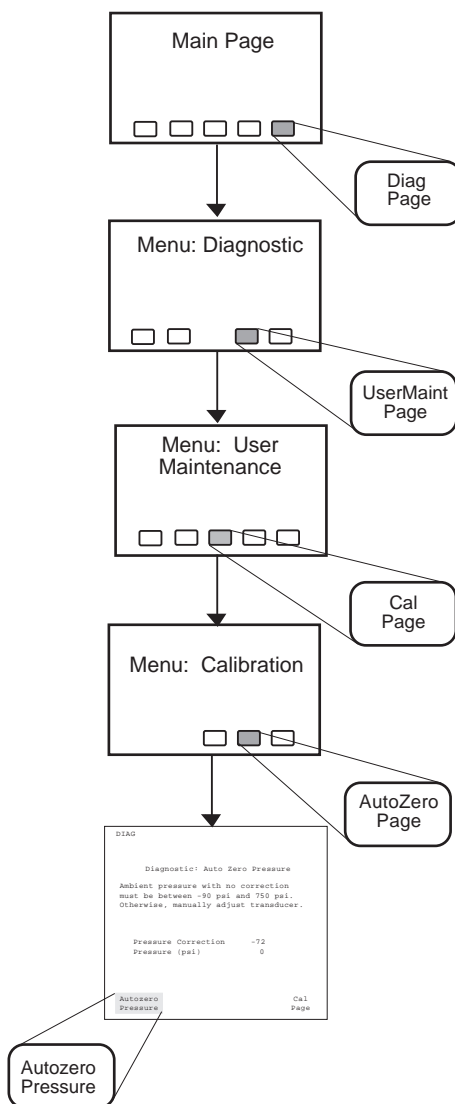 Main Page
Diag
Page
Menu: Diagnostic
UserMaint
Page
Menu: User
Maintenance
Cal
Page
Menu: Calibration
AutoZero
Page
DIAG
Diagnostic: Auto Zero Pressure
Ambient pressure with no correction
must be between -90 psi and 750 psi.
Otherwise, manually adjust transducer.
Pressure Correction -72
Pressure (psi) 0
Autozero
Pressure
Cal
Page
Autozero
Pressure